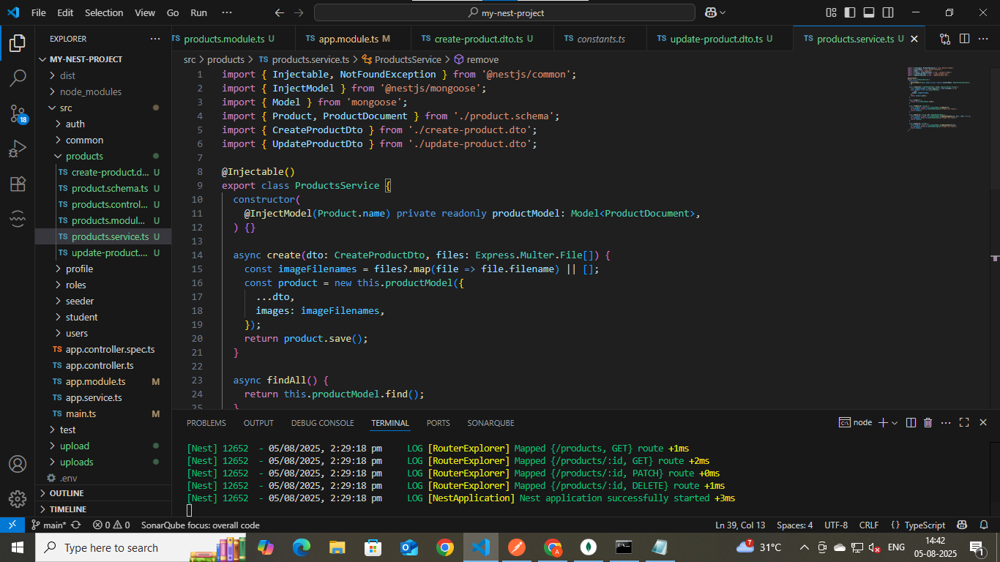 File Edit Selection View Go Run ··· my-nest-project
EXPLORER
products.module.ts U app.module.ts M create-product.dto.ts U constants.ts update-product.dto.ts U products.service.ts U
src > products > TS products.service.ts > ProductsService > remove
MY-NEST-PROJECT
dist
node_modules
src
auth
common
products
TS create-product.d... U
TS product.schema.ts U
TS products.control... U
TS products.modul... U
TS products.service.ts U
TS update-product.... U
profile
roles
seeder
student
users
TS app.controller.spec.ts
TS app.controller.ts
TS app.module.ts M
TS app.service.ts
TS main.ts M
test
upload
uploads
.env
OUTLINE
TIMELINE
18
1 import { Injectable, NotFoundException } from '@nestjs/common';
2 import { InjectModel } from '@nestjs/mongoose';
3 import { Model } from 'mongoose';
4 import { Product, ProductDocument } from './product.schema';
5 import { CreateProductDto } from './create-product.dto';
6 import { UpdateProductDto } from './update-product.dto';
7
8 @Injectable()
9 export class ProductsService {
10 constructor(
11 @InjectModel(Product.name) private readonly productModel: Model<ProductDocument>,
12 ) {}
13
14 async create(dto: CreateProductDto, files: Express.Multer.File[]) {
15 const imageFilenames = files?.map(file => file.filename) || [];
16 const product = new this.productModel({
17 ...dto,
18 images: imageFilenames,
19 });
20 return product.save();
21 }
22
23 async findAll() {
24 return this.productModel.find();
25 }
PROBLEMS OUTPUT DEBUG CONSOLE TERMINAL PORTS SONARQUBE node
[Nest] 12652 - 05/08/2025, 2:29:18 pm LOG [RouterExplorer] Mapped {/products, GET} route +1ms
[Nest] 12652 - 05/08/2025, 2:29:18 pm LOG [RouterExplorer] Mapped {/products/:id, GET} route +2ms
[Nest] 12652 - 05/08/2025, 2:29:18 pm LOG [RouterExplorer] Mapped {/products/:id, PATCH} route +0ms
[Nest] 12652 - 05/08/2025, 2:29:18 pm LOG [RouterExplorer] Mapped {/products/:id, DELETE} route +1ms
[Nest] 12652 - 05/08/2025, 2:29:18 pm LOG [NestApplication] Nest application successfully started +3ms
main* 0 0 SonarQube focus: overall code Ln 39, Col 13 Spaces: 4 UTF-8 CRLF {} TypeScript
Type here to search 7 31°C ENG 14:42
05-08-2025 1